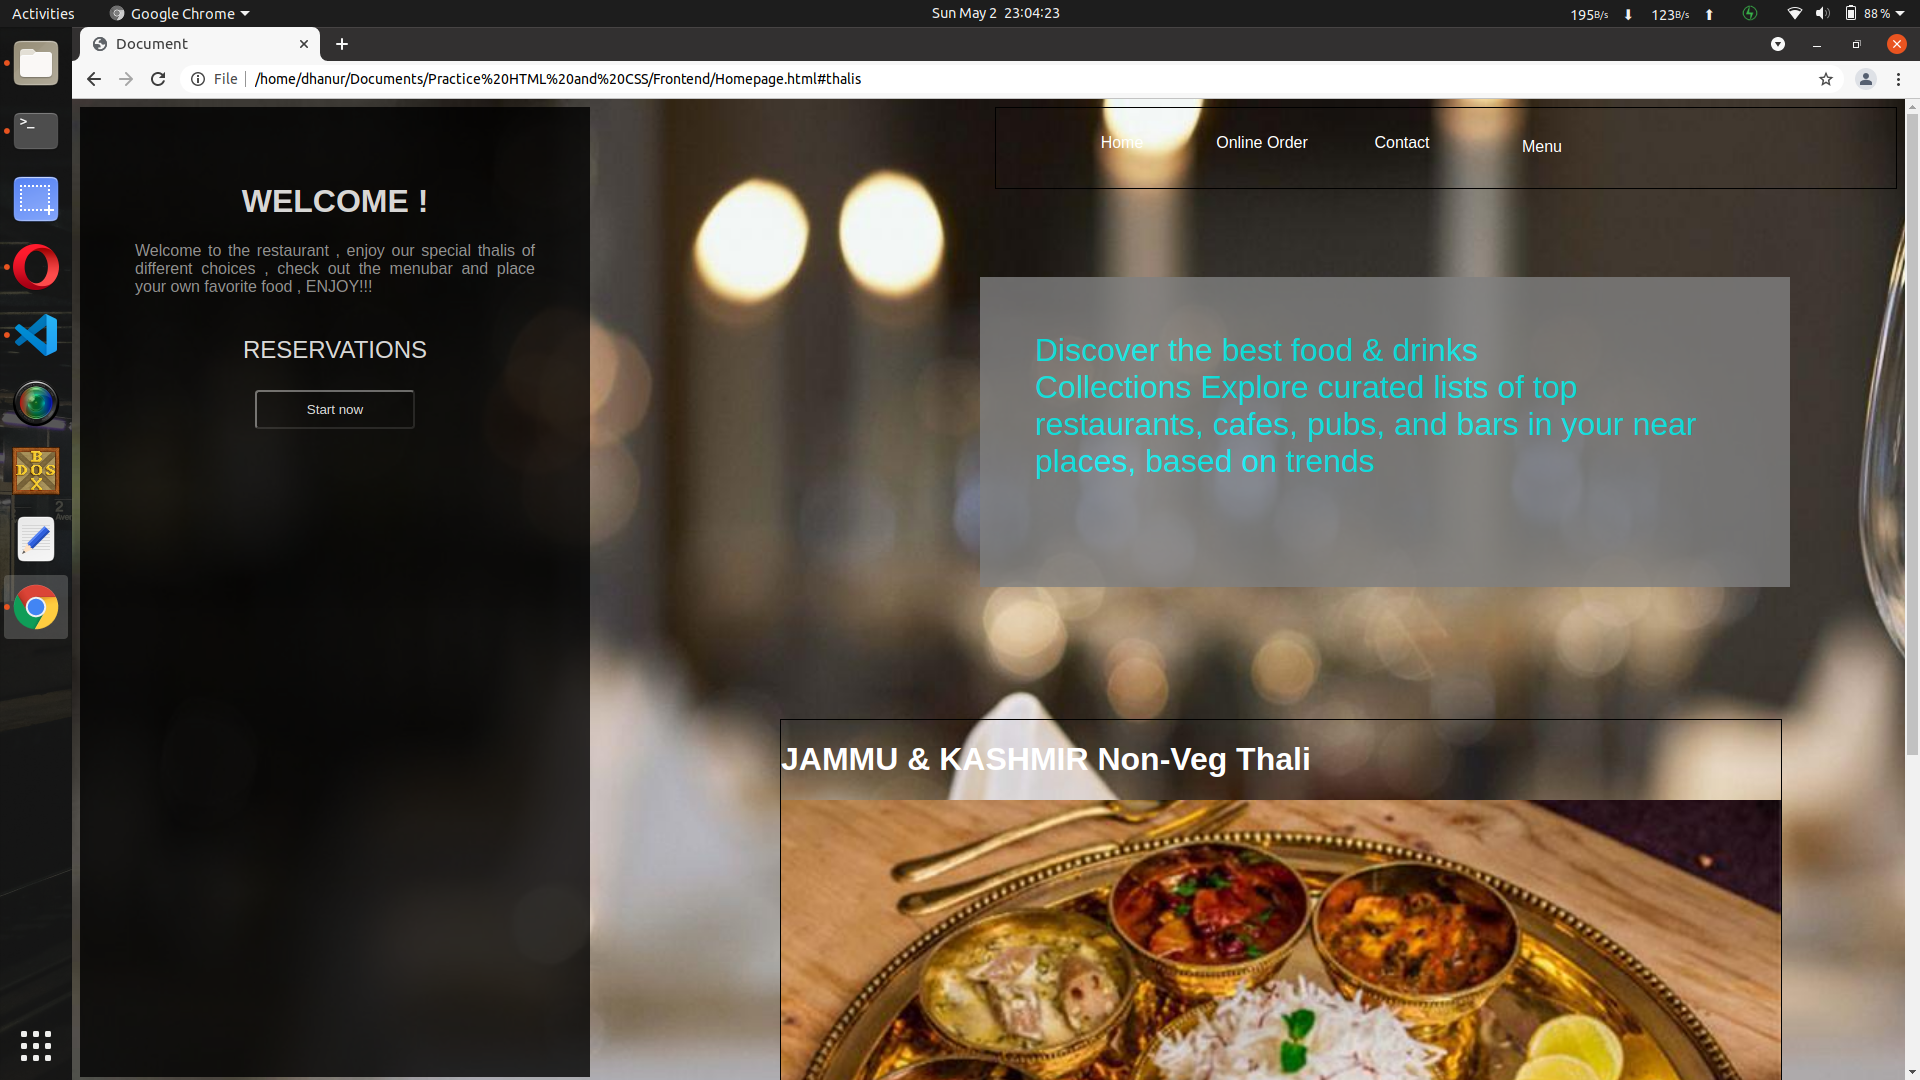 Activities
Google Chrome
Sun May 2 23:04:23
195B/s
123B/s
88 %
Document
File
/home/dhanur/Documents/Practice%20HTML%20and%20CSS/Frontend/Homepage.html#thalis
Home
Online Order
Contact
Menu
WELCOME !
Welcome to the restaurant , enjoy our special thalis of
different choices , check out the menubar and place
your own favorite food , ENJOY!!!
RESERVATIONS
Start now
Discover the best food & drinks
Collections Explore curated lists of top
restaurants, cafes, pubs, and bars in your near
places, based on trends
JAMMU & KASHMIR Non-Veg Thali
>_
B
DOS
X
2